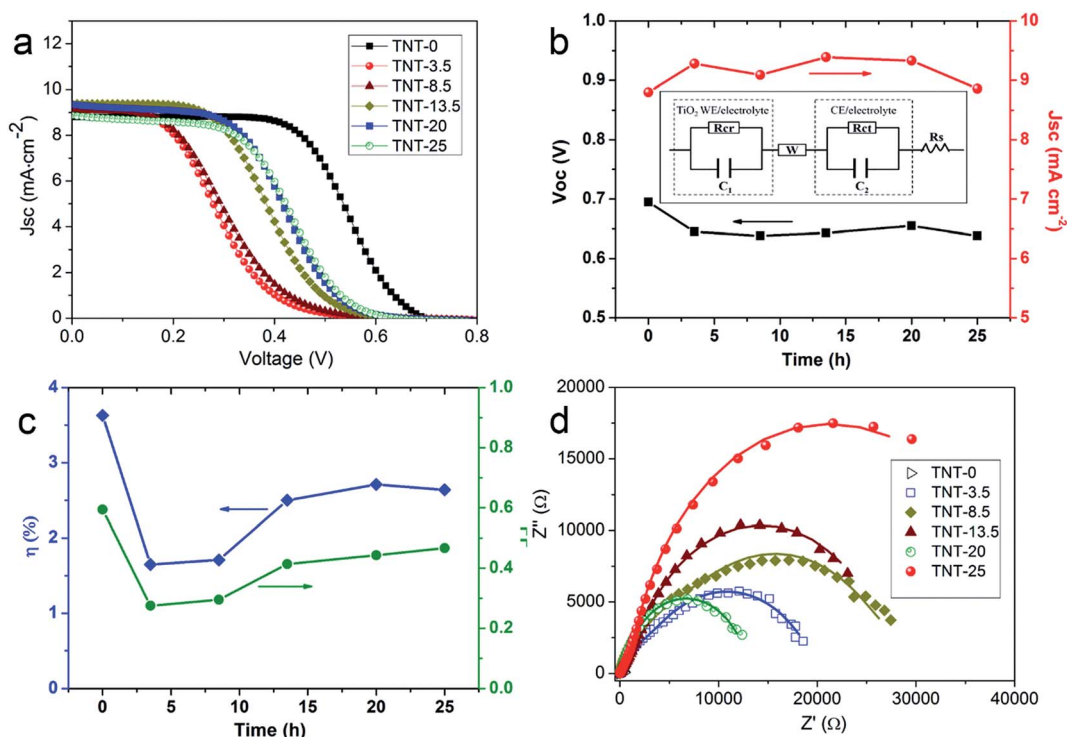 a
12
10
8
6
4
2
0
Jsc (mA·cm-2)
TNT-0
TNT-3.5
TNT-8.5
TNT-13.5
TNT-20
TNT-25
0.0
0.2
0.4
0.6
0.8
Voltage (V)
b
1.0
0.9
0.8
0.7
0.6
0.5
Voc (V)
TiO2 WE/electrolyte
CE/electrolyte
Rcr
Rct
Rs
W
C1
C2
10
9
8
7
6
5
Jsc (mA cm-2)
0
5
10
15
20
25
Time (h)
c
4
3
2
1
0
η (%)
1.0
0.8
0.6
0.4
0.2
0.0
FF
0
5
10
15
20
25
Time (h)
d
20000
15000
10000
5000
0
Z'' (Ω)
TNT-0
TNT-3.5
TNT-8.5
TNT-13.5
TNT-20
TNT-25
0
10000
20000
30000
40000
Z' (Ω)